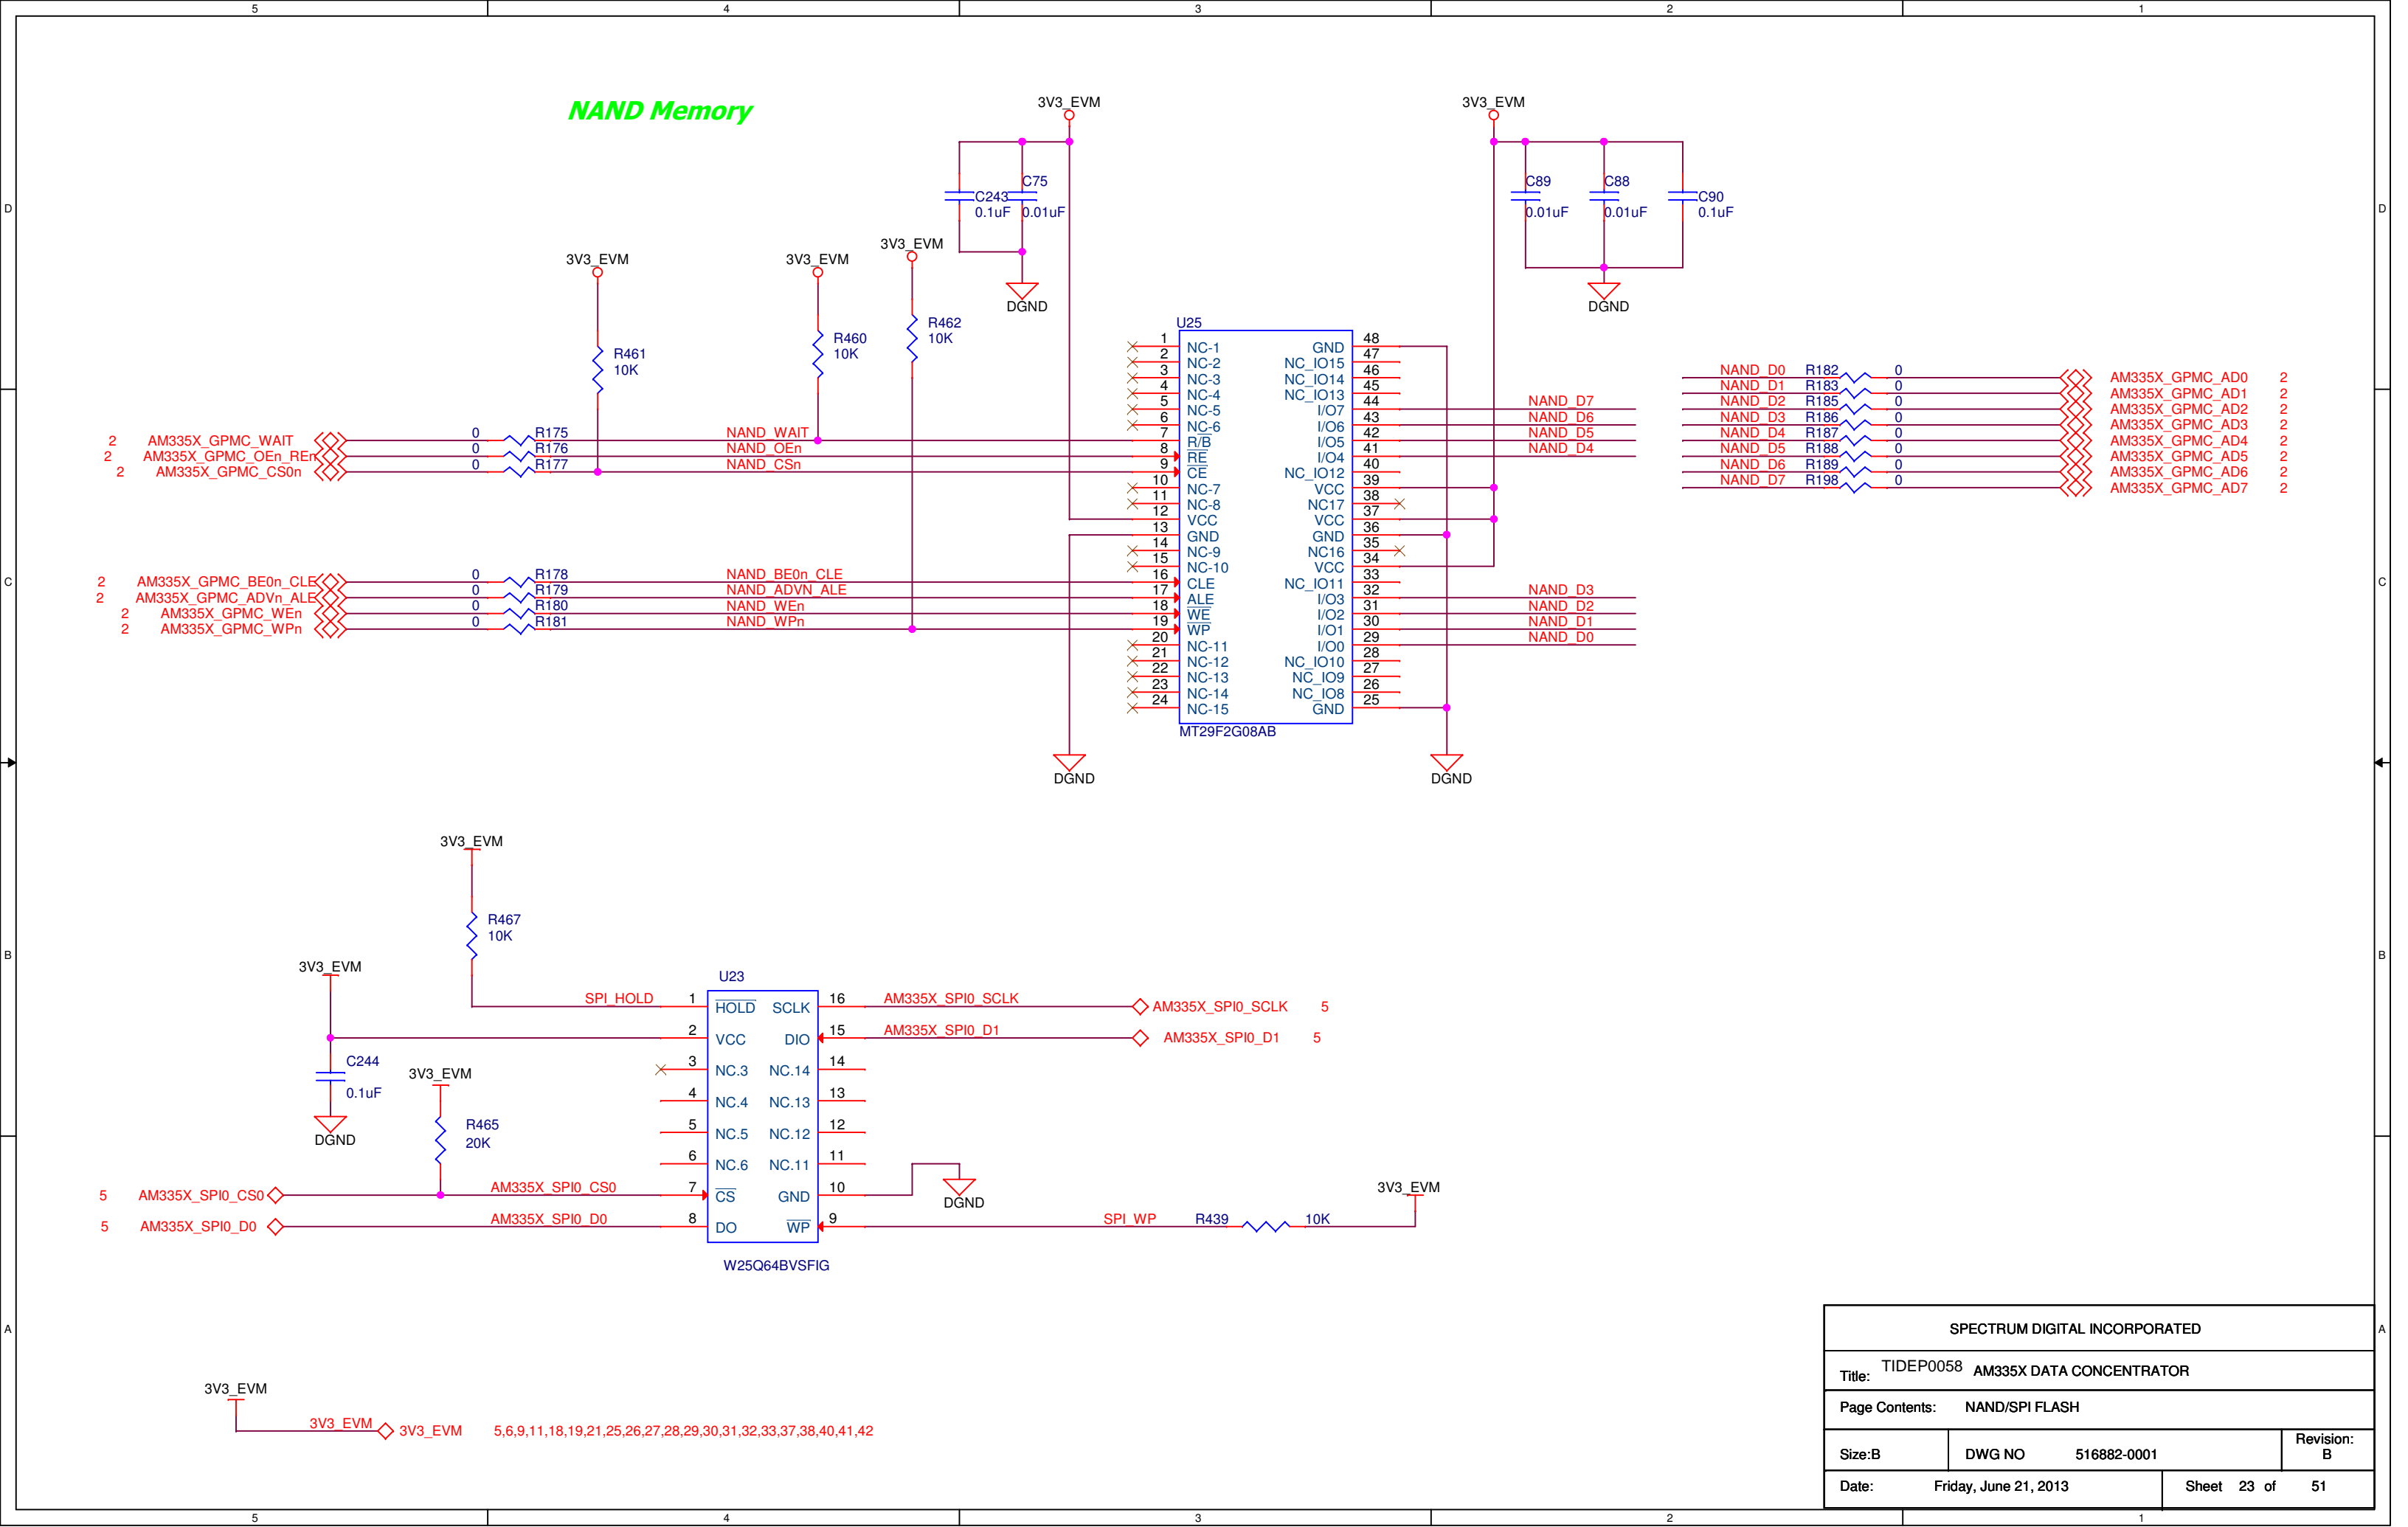 5 4 3 2 1
NAND Memory
3V3_EVM
3V3_EVM
C243
0.1uF
C75
0.01uF
C89
0.01uF
C88
0.01uF
C90
0.1uF
D
D
3V3_EVM
3V3_EVM
3V3_EVM
DGND
DGND
R461
10K
R460
10K
R462
10K
U25
1 NC-1 GND 48
2 NC-2 NC_IO15 47
3 NC-3 NC_IO14 46
4 NC-4 NC_IO13 45
5 NC-5 I/O7 44 NAND_D7
6 NC-6 I/O6 43 NAND_D6
2 AM335X_GPMC_WAIT 0 R175 NAND_WAIT 7 R/B I/O5 42 NAND_D5
2 AM335X_GPMC_OEn_REn 0 R176 NAND_OEn 8 RE I/O4 41 NAND_D4
2 AM335X_GPMC_CS0n 0 R177 NAND_CSn 9 CE NC_IO12 40
10 NC-7 VCC 39
11 NC-8 NC17 38
12 VCC VCC 37
13 GND GND 36
14 NC-9 NC16 35
15 NC-10 VCC 34
2 AM335X_GPMC_BE0n_CLE 0 R178 NAND_BE0n_CLE 16 CLE NC_IO11 33
2 AM335X_GPMC_ADVn_ALE 0 R179 NAND_ADVN_ALE 17 ALE I/O3 32 NAND_D3
2 AM335X_GPMC_WEn 0 R180 NAND_WEn 18 WE I/O2 31 NAND_D2
2 AM335X_GPMC_WPn 0 R181 NAND_WPn 19 WP I/O1 30 NAND_D1
20 NC-11 I/O0 29 NAND_D0
21 NC-12 NC_IO10 28
22 NC-13 NC_IO9 27
23 NC-14 NC_IO8 26
24 NC-15 GND 25
MT29F2G08AB
DGND
DGND
NAND_D0 R182 0 AM335X_GPMC_AD0 2
NAND_D1 R183 0 AM335X_GPMC_AD1 2
NAND_D2 R185 0 AM335X_GPMC_AD2 2
NAND_D3 R186 0 AM335X_GPMC_AD3 2
NAND_D4 R187 0 AM335X_GPMC_AD4 2
NAND_D5 R188 0 AM335X_GPMC_AD5 2
NAND_D6 R189 0 AM335X_GPMC_AD6 2
NAND_D7 R198 0 AM335X_GPMC_AD7 2
C
C
3V3_EVM
R467
10K
B
B
3V3_EVM
U23
SPI_HOLD 1 HOLD SCLK 16 AM335X_SPI0_SCLK AM335X_SPI0_SCLK 5
2 VCC DIO 15 AM335X_SPI0_D1 AM335X_SPI0_D1 5
C244
0.1uF
DGND
3V3_EVM
R465
20K
3 NC.3 NC.14 14
4 NC.4 NC.13 13
5 NC.5 NC.12 12
6 NC.6 NC.11 11
5 AM335X_SPI0_CS0 AM335X_SPI0_CS0 7 CS GND 10
DGND
3V3_EVM
5 AM335X_SPI0_D0 AM335X_SPI0_D0 8 DO WP 9 SPI_WP R439 10K
W25Q64BVSFIG
A
A
3V3_EVM
3V3_EVM 3V3_EVM 5,6,9,11,18,19,21,25,26,27,28,29,30,31,32,33,37,38,40,41,42
SPECTRUM DIGITAL INCORPORATED
Title: TIDEP0058 AM335X DATA CONCENTRATOR
Page Contents: NAND/SPI FLASH
Size:B DWG NO 516882-0001 Revision: B
Date: Friday, June 21, 2013 Sheet 23 of 51
5 4 3 2 1